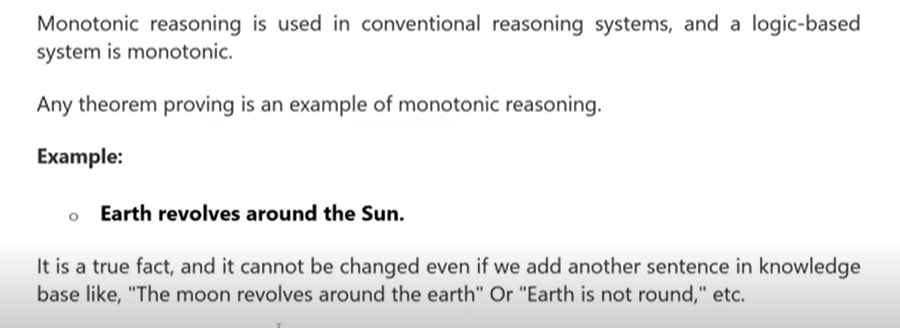 Monotonic reasoning is used in conventional reasoning systems, and a logic-based
system is monotonic.
Any theorem proving is an example of monotonic reasoning.
Example:
o Earth revolves around the Sun.
It is a true fact, and it cannot be changed even if we add another sentence in knowledge
base like, "The moon revolves around the earth" Or "Earth is not round," etc.